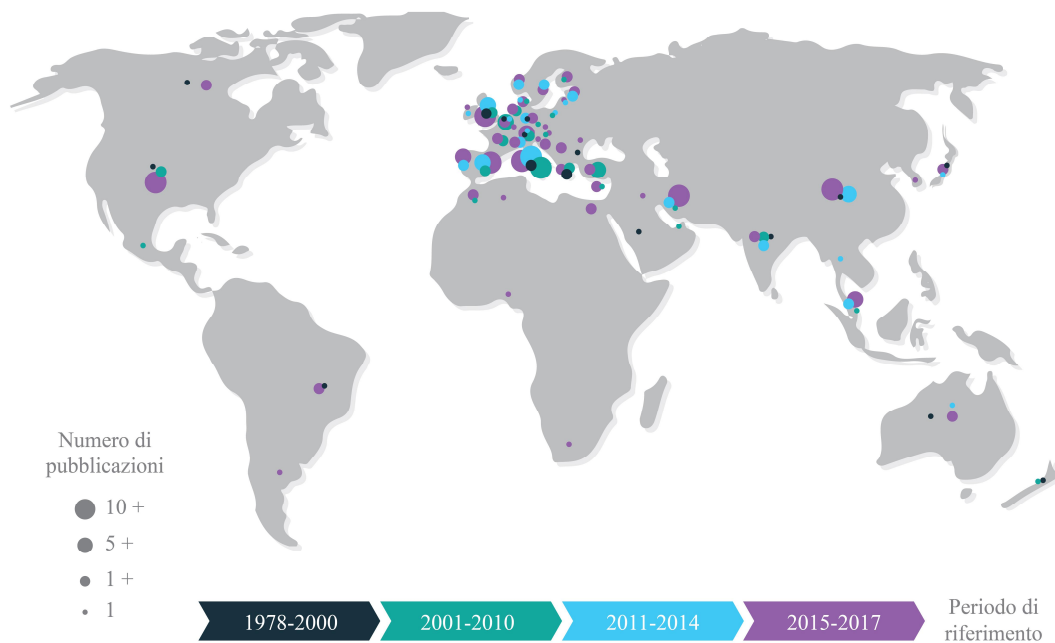 Numero di
pubblicazioni
10 +
5 +
1 +
1
1978-2000
2001-2010
2011-2014
2015-2017
Periodo di
riferimento